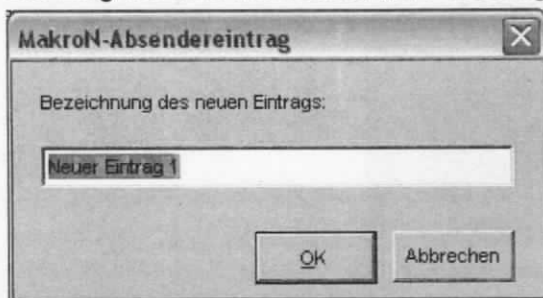 MakroN-Absendereintrag
Bezeichnung des neuen Eintrags:
Neuer Eintrag 1
OK
Abbrechen